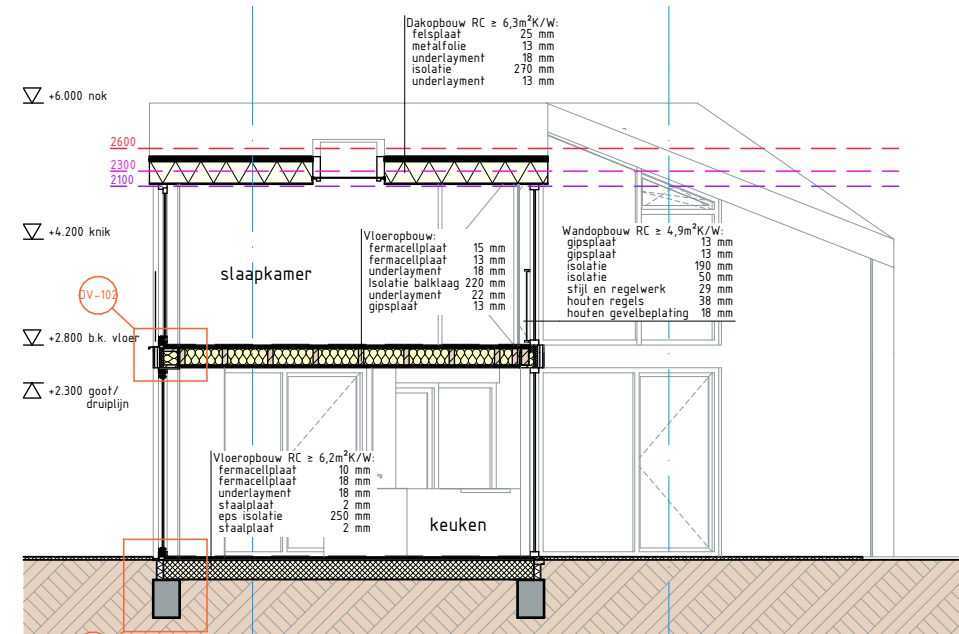 Dakopbouw RC ≥ 6,3m²K/W:
felsplaat 25 mm
metalfolie 13 mm
underlayment 18 mm
isolatie 270 mm
underlayment 13 mm
+6.000 nok
2600
2300
2100
+4.200 knik
Vloeropbouw:
fermacellplaat 15 mm
fermacellplaat 13 mm
underlayment 18 mm
Isolatie balklaag 220 mm
underlayment 22 mm
gipsplaat 13 mm
Wandopbouw RC ≥ 4,9m²K/W:
gipsplaat 13 mm
gipsplaat 13 mm
isolatie 190 mm
isolatie 50 mm
stijl en regelwerk 29 mm
houten regels 38 mm
houten gevelbeplating 18 mm
slaapkamer
DV-102
+2.800 b.k. vloer
+2.300 goot/
druiplijn
Vloeropbouw RC ≥ 6,2m²K/W:
fermacellplaat 10 mm
fermacellplaat 18 mm
underlayment 18 mm
staalplaat 2 mm
eps isolatie 250 mm
staalplaat 2 mm
keuken